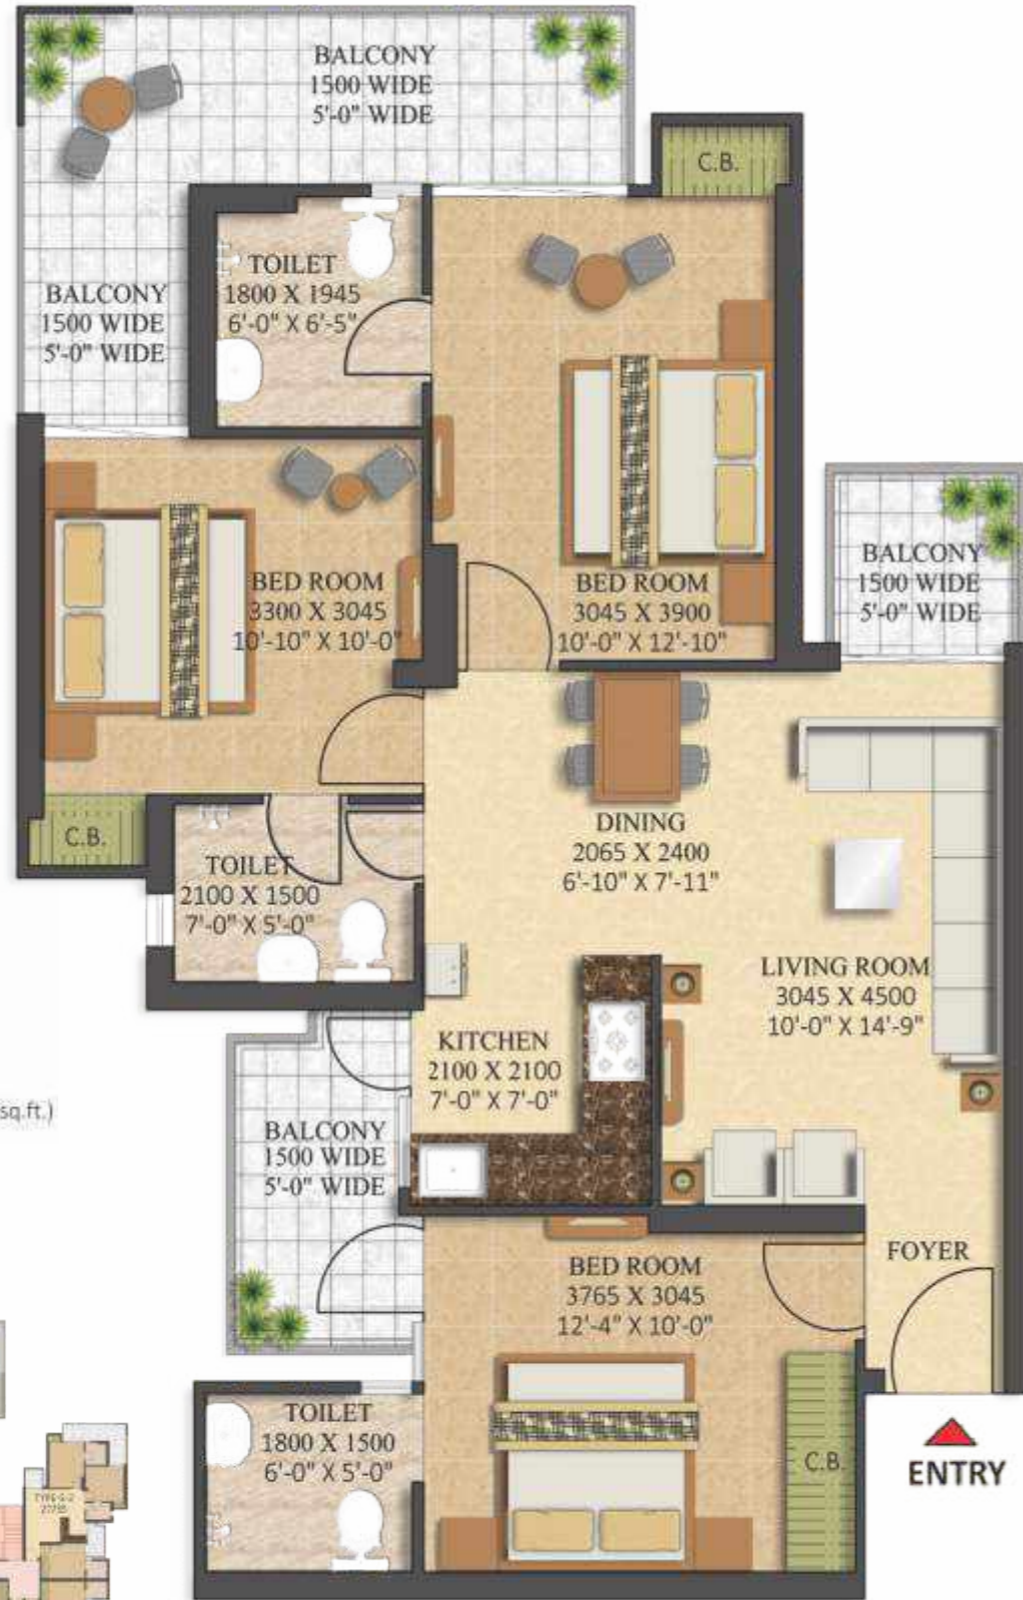 BALCONY
1500 WIDE
5'-0" WIDE
C.B.
TOILET
1800 X 1945
6'-0" X 6'-5"
BALCONY
1500 WIDE
5'-0" WIDE
BED ROOM
3300 X 3045
10'-10" X 10'-0"
BED ROOM
3045 X 3900
10'-0" X 12'-10"
BALCONY
1500 WIDE
5'-0" WIDE
C.B.
TOILET
2100 X 1500
7'-0" X 5'-0"
DINING
2065 X 2400
6'-10" X 7'-11"
LIVING ROOM
3045 X 4500
10'-0" X 14'-9"
KITCHEN
2100 X 2100
7'-0" X 7'-0"
sq.ft.)
BALCONY
1500 WIDE
5'-0" WIDE
FOYER
BED ROOM
3765 X 3045
12'-4" X 10'-0"
TOILET
1800 X 1500
6'-0" X 5'-0"
C.B.
ENTRY